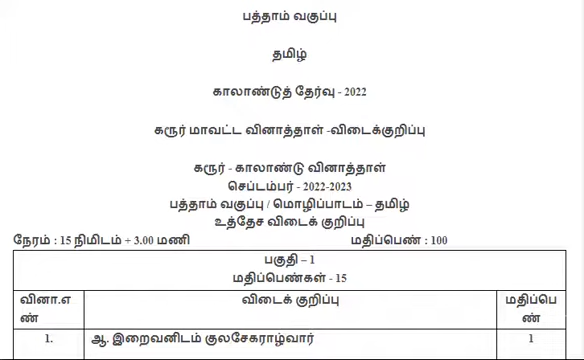 பத்தாம் வகுப்பு
தமிழ்
காலாண்டுத் தேர்வு - 2022
கரூர் மாவட்ட வினாத்தாள் -விடைக்குறிப்பு
கரூர் - காலாண்டு வினாத்தாள்
செப்டம்பர் - 2022-2023
பத்தாம் வகுப்பு / மொழிப்பாடம் – தமிழ்
உத்தேச விடைக் குறிப்பு
நேரம் : 15 நிமிடம் + 3.00 மணி மதிப்பெண் : 100
பகுதி – 1
மதிப்பெண்கள் - 15
வினா.எ விடைக் குறிப்பு மதிப்பெ
ண் ண்
1. ஆ. இறைவனிடம் குலசேகராழ்வார் 1